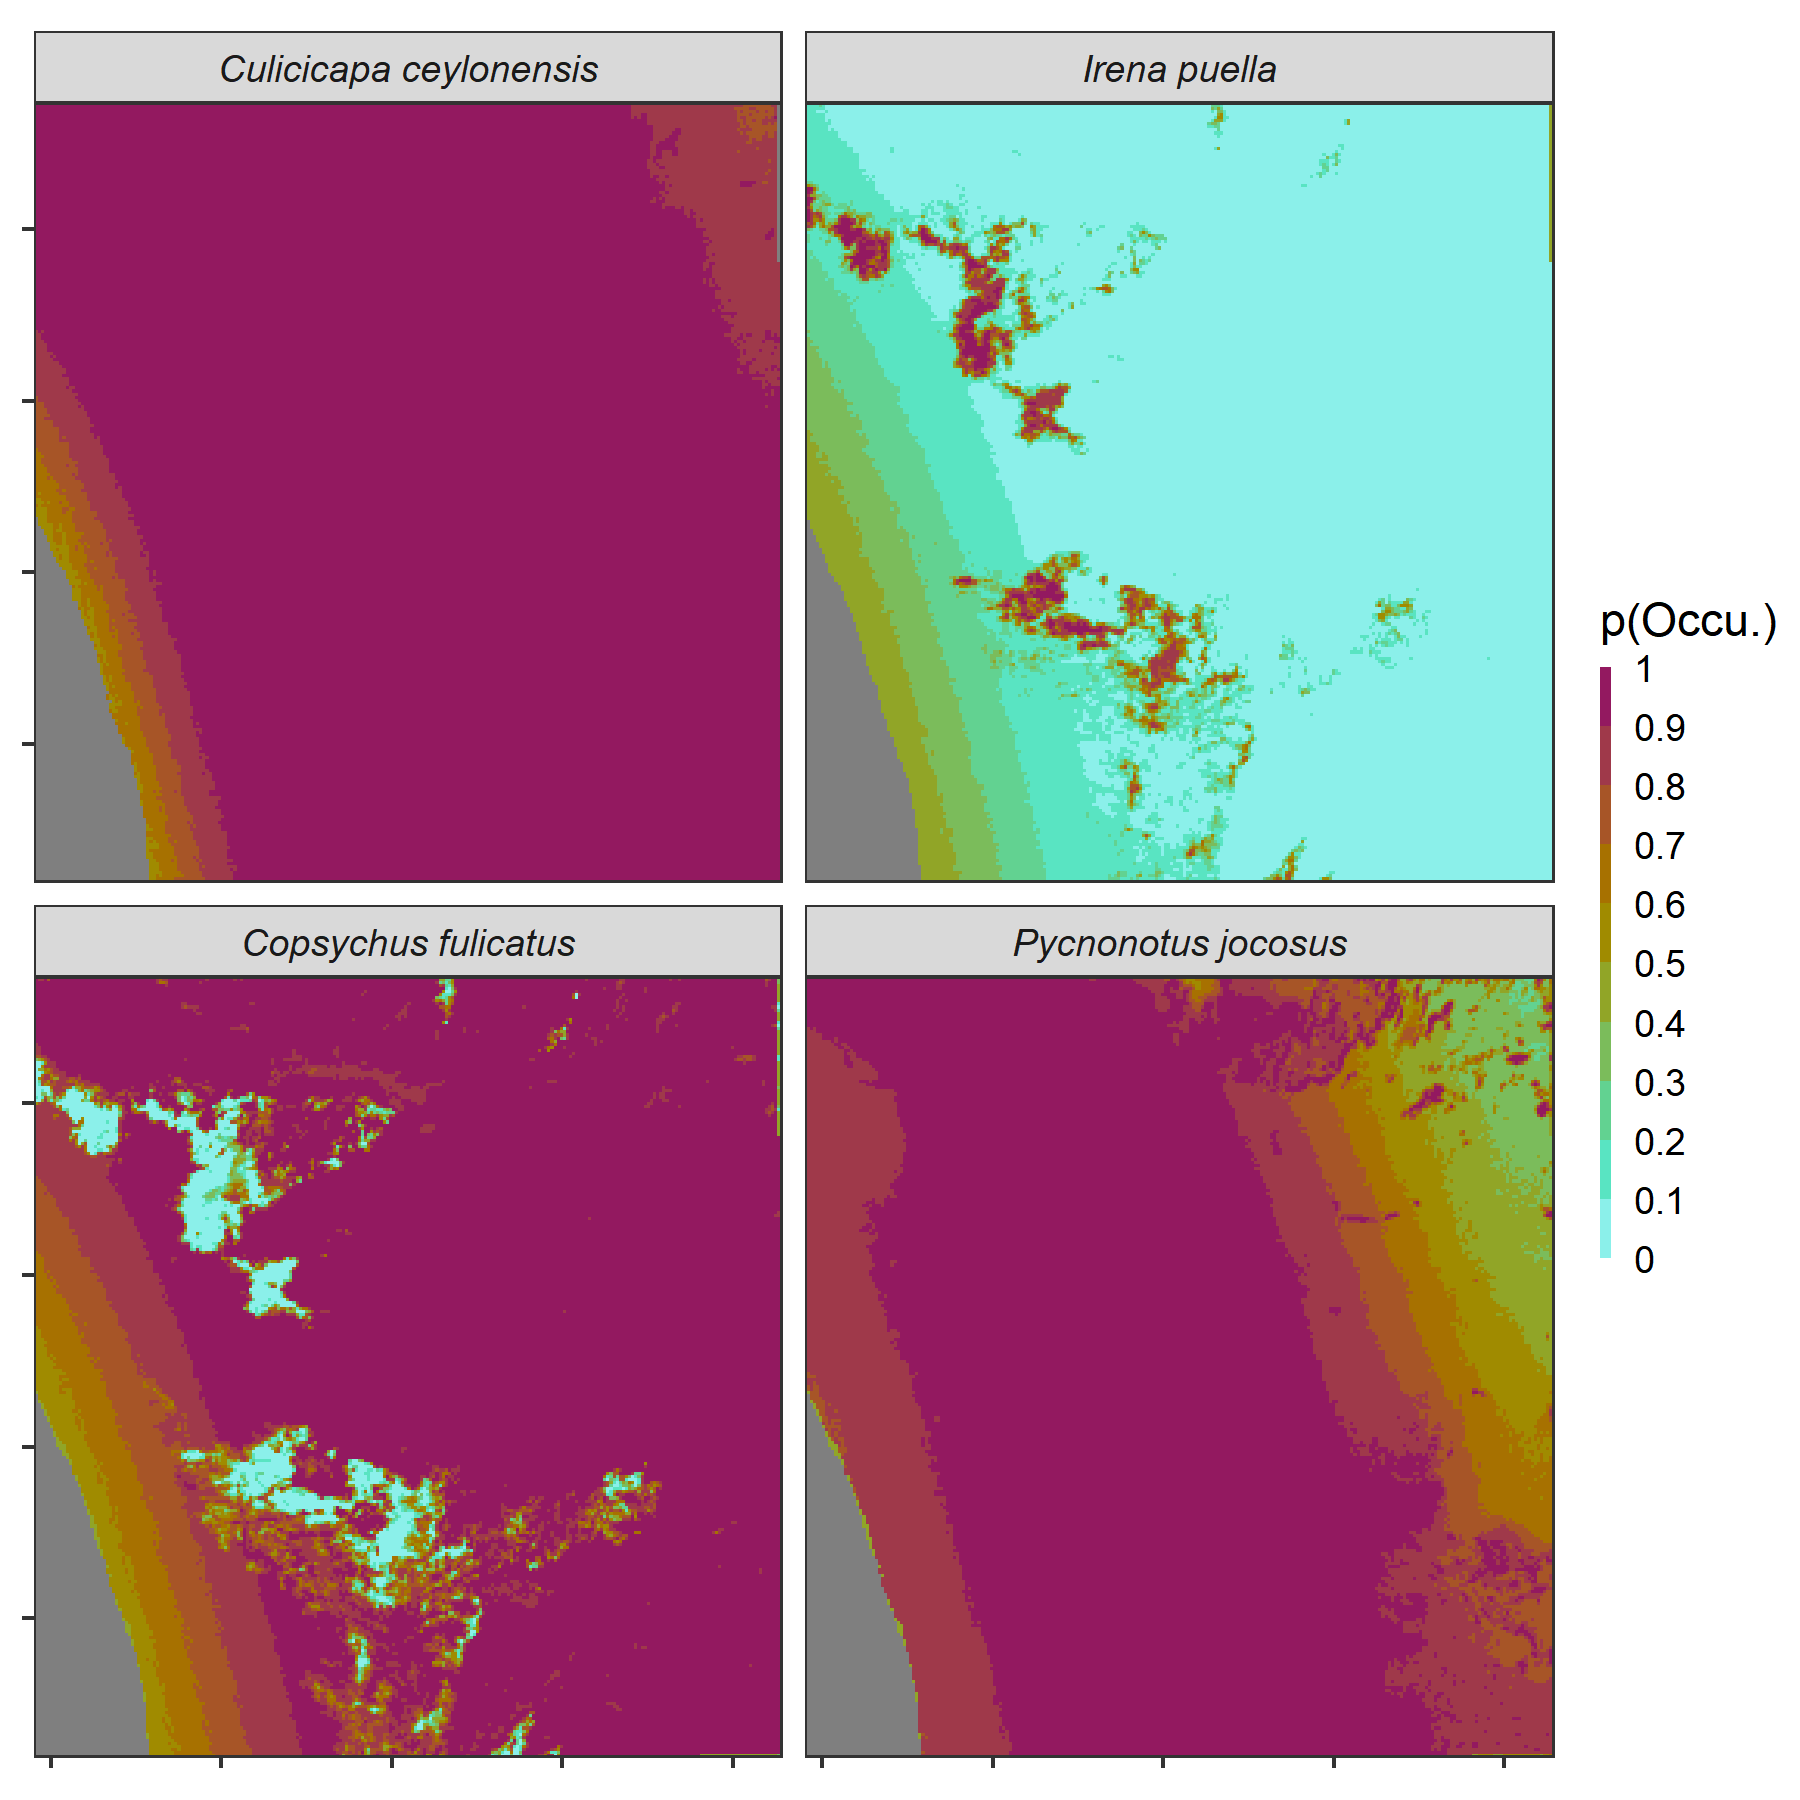 Culicicapa ceylonensis
Irena puella
Copsychus fulicatus
Pycnonotus jocosus
p(Occu.)
1
0.9
0.8
0.7
0.6
0.5
0.4
0.3
0.2
0.1
0